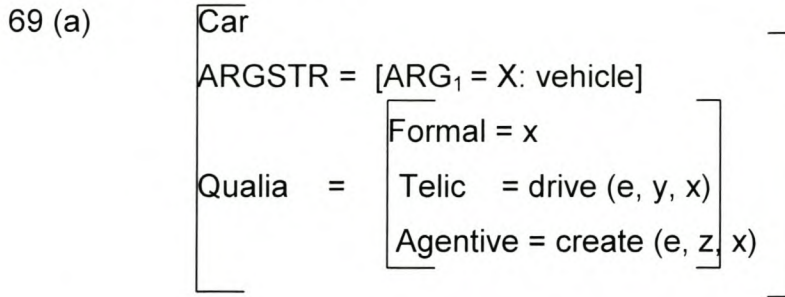 69 (a) Car
ARGSTR = [ARG₁ = X: vehicle]
Formal = x
Qualia = Telic = drive (e, y, x)
Agentive = create (e, z, x)